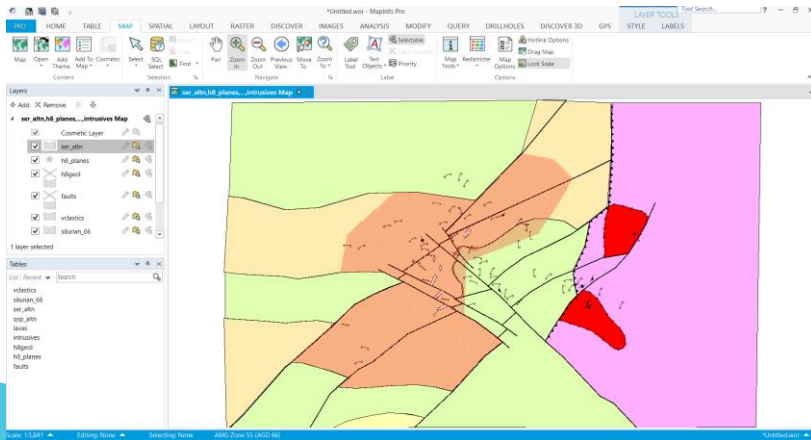 *Untitled.wor - MapInfo Pro
LAYER TOOLS
Tool Search...
PRO HOME TABLE MAP SPATIAL LAYOUT RASTER DISCOVER IMAGES ANALYSIS MODIFY QUERY DRILLHOLES DISCOVER 3D GPS STYLE LABELS
Map Open Add Theme Add To Map Cosmetic
Select SQL Select Find
Pan Zoom In Zoom Out Previous View Move To Zoom To
Label Tool Text Objects Selectable Priority
Map Tools Redistricter Map Options Hotlink Options
Drag Map
Lock Scale
Content Selection Navigate Label Options
Layers
Add Remove
ser_altn,h8_planes,...,intrusives Map
Cosmetic Layer
ser_altn
h8_planes
h8geol
faults
vclastics
silurian_66
1 layer selected
Tables
List : Recent Search
vclastics
silurian_66
ser_altn
qsp_altn
lavas
intrusives
h8geol
h8_planes
faults
ser_altn,h8_planes,...,intrusives Map
Scale: 1:5,841 Editing: None Selecting: None AMG Zone 55 (AGD 66) *Untitled.wor